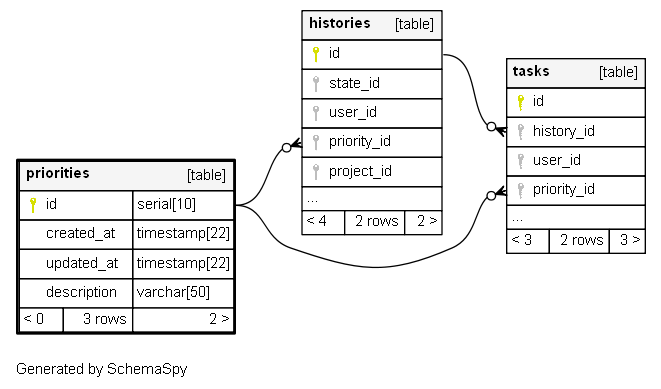 histories [table]
id
state_id
user_id
priority_id
project_id
...
< 4 2 rows 2 >
tasks [table]
id
history_id
user_id
priority_id
...
< 3 2 rows 3 >
priorities [table]
id serial[10]
created_at timestamp[22]
updated_at timestamp[22]
description varchar[50]
< 0 3 rows 2 >
Generated by SchemaSpy